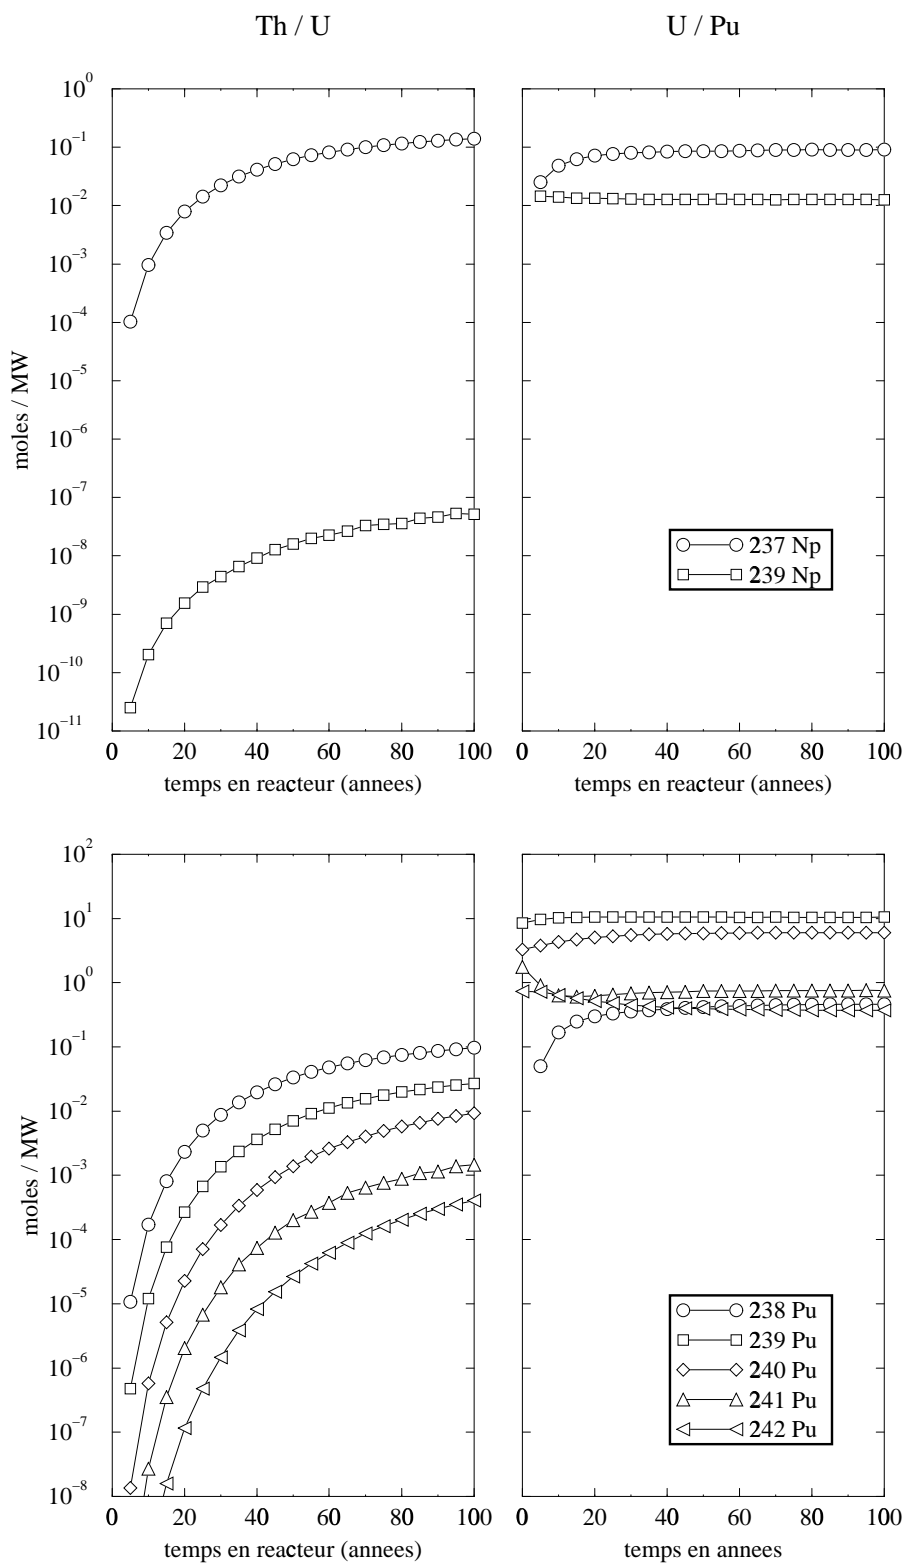 Th / U
U / Pu
10^0
10^−1
10^−2
10^−3
10^−4
10^−5
10^−6
10^−7
10^−8
10^−9
10^−10
10^−11
moles / MW
237 Np
239 Np
0 20 40 60 80 100
0 20 40 60 80 100
temps en reacteur (annees)
temps en reacteur (annees)
10^2
10^1
10^0
10^−1
10^−2
10^−3
10^−4
10^−5
10^−6
10^−7
10^−8
moles / MW
238 Pu
239 Pu
240 Pu
241 Pu
242 Pu
0 20 40 60 80 100
0 20 40 60 80 100
temps en reacteur (annees)
temps en annees